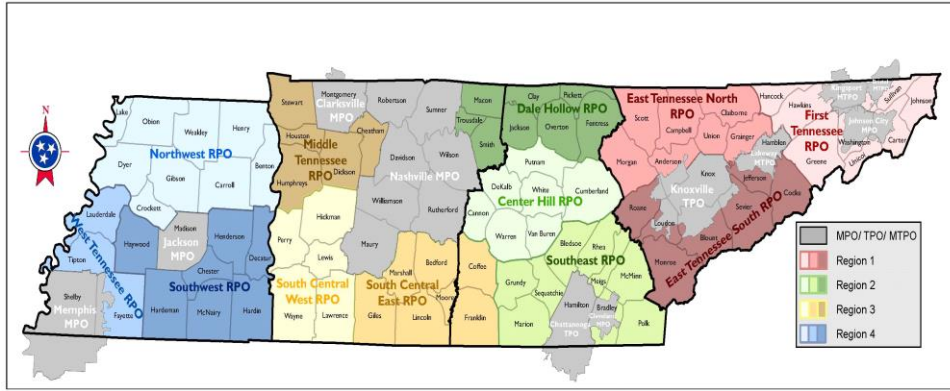 N
Lake
Obion
Weakley
Henry
Dyer
Northwest RPO
Gibson
Carroll
Benton
Crockett
Lauderdale
Tipton
West Tennessee RPO
Haywood
Madison
Jackson
MPO
Henderson
Decatur
Chester
Southwest RPO
Shelby
Memphis
MPO
Fayette
Hardeman
McNairy
Hardin
Stewart
Montgomery
Clarksville
MPO
Robertson
Sumner
Houston
Cheatham
Middle
Tennessee
RPO
Dickson
Humphreys
Davidson
Wilson
Nashville MPO
Williamson
Rutherford
Maury
Hickman
Perry
Lewis
South Central
West RPO
Wayne
Lawrence
Marshall
Bedford
South Central
East RPO
Moore
Giles
Lincoln
Coffee
Franklin
Macon
Trousdale
Smith
Clay
Pickett
Dale Hollow RPO
Jackson
Overton
Fentress
Putnam
DeKalb
White
Cumberland
Center Hill RPO
Cannon
Warren
Van Buren
Bledsoe
Rhea
Southeast RPO
Meigs
McMinn
Grundy
Sequatchie
Hamilton
Bradley
Cleveland
MPO
Marion
Chattanooga
TPO
Polk
East Tennessee North
RPO
Scott
Campbell
Claiborne
Union
Grainger
Hamblen
Morgan
Anderson
Knox
Knoxville
TPO
Jefferson
Roane
Loudon
Blount
Sevier
Cocke
Monroe
East Tennessee South RPO
Hancock
Hawkins
Kingsport
MTPO
Sullivan
Johnson
First
Tennessee
RPO
Johnson City
MTPO
Washington
Greene
Unicoi
Carter
MPO/ TPO/ MTPO
Region 1
Region 2
Region 3
Region 4